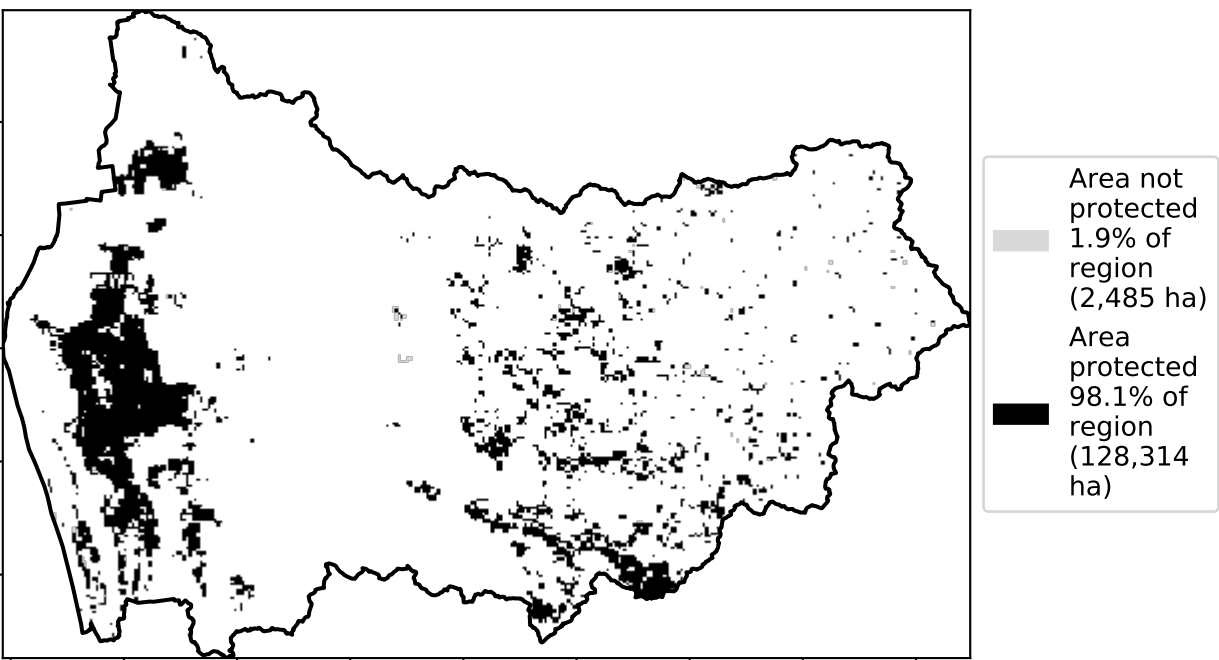 Area not
protected
1.9% of
region
(2,485 ha)
Area
protected
98.1% of
region
(128,314
ha)